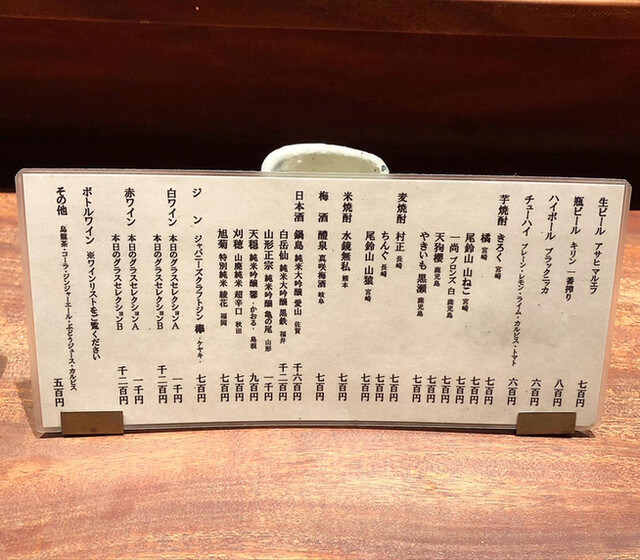 生ビール アサヒ マルエフ 七百円
瓶ビール キリン 一番搾り 八百円
ハイボール ブラックニッカ 六百円
チューハイ プレーン・レモン・ライム・カルピス・トマト 六百円
芋焼酎 きろく 宮崎 七百円
橘 宮崎 七百円
尾鈴山 山ねこ 宮崎 七百円
一尚 ブロンズ 白 鹿児島 七百円
天狗櫻 鹿児島 七百円
やきいも 黒瀬 鹿児島 七百円
麦焼酎 村正 長崎 七百円
ちんぐ 長崎 七百円
尾鈴山 山猿 宮崎 七百円
米焼酎 水鏡無私 熊本 七百円
梅酒 醴泉 真咲梅酒 岐阜 七百円
日本酒 鍋島 純米大吟醸 愛山 佐賀 千六百円
白岳仙 純米大吟醸 黒鉄 福井 千二百円
山形正宗 純米吟醸 亀の尾 山形 一千円
天穏 純米吟醸 馨・かおる・ 島根 九百円
刈穂 山廃純米 超辛口 秋田 七百円
旭菊 特別純米 綾花 福岡 七百円
ジン ジャパニーズクラフトジン 欅・ケヤキ・ 七百円
白ワイン 本日のグラスセレクションA 一千円
本日のグラスセレクションB 千二百円
赤ワイン 本日のグラスセレクションA 一千円
本日のグラスセレクションB 千二百円
ボトルワイン ※ワインリストをご覧ください
その他 烏龍茶・コーラ・ジンジャーエール・ぶどうジュース・カルピス 五百円